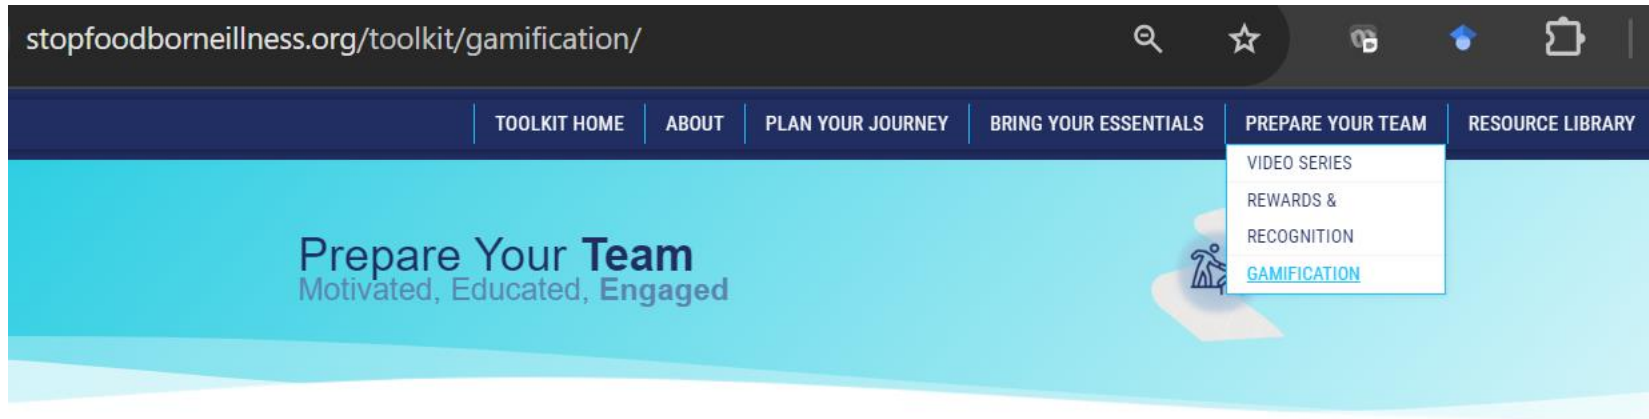 stopfoodborneillness.org/toolkit/gamification/
TOOLKIT HOME ABOUT PLAN YOUR JOURNEY BRING YOUR ESSENTIALS PREPARE YOUR TEAM RESOURCE LIBRARY
VIDEO SERIES
REWARDS &
RECOGNITION
GAMIFICATION
Prepare Your Team
Motivated, Educated, Engaged